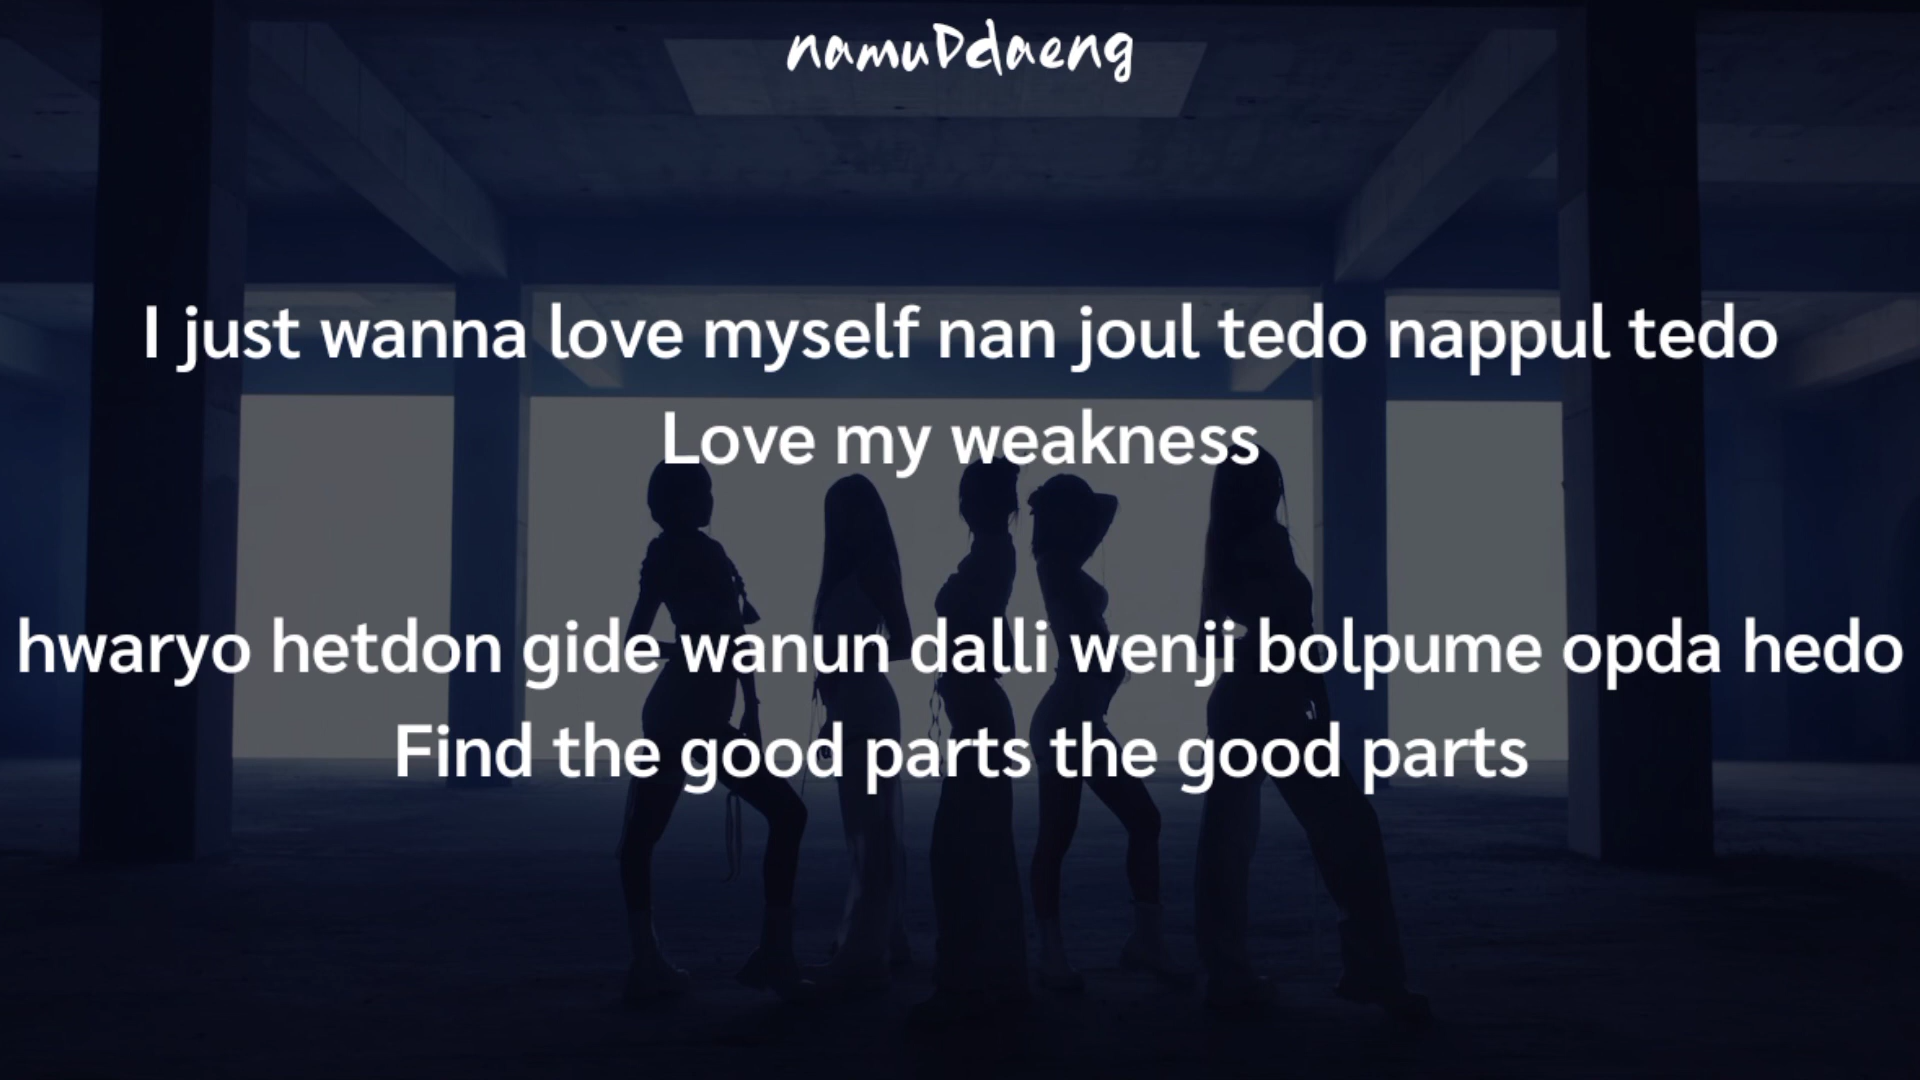 namuDdaeng
I just wanna love myself nan joul tedo nappul tedo
Love my weakness
hwaryo hetdon gide wanun dalli wenji bolpume opda hedo
Find the good parts the good parts